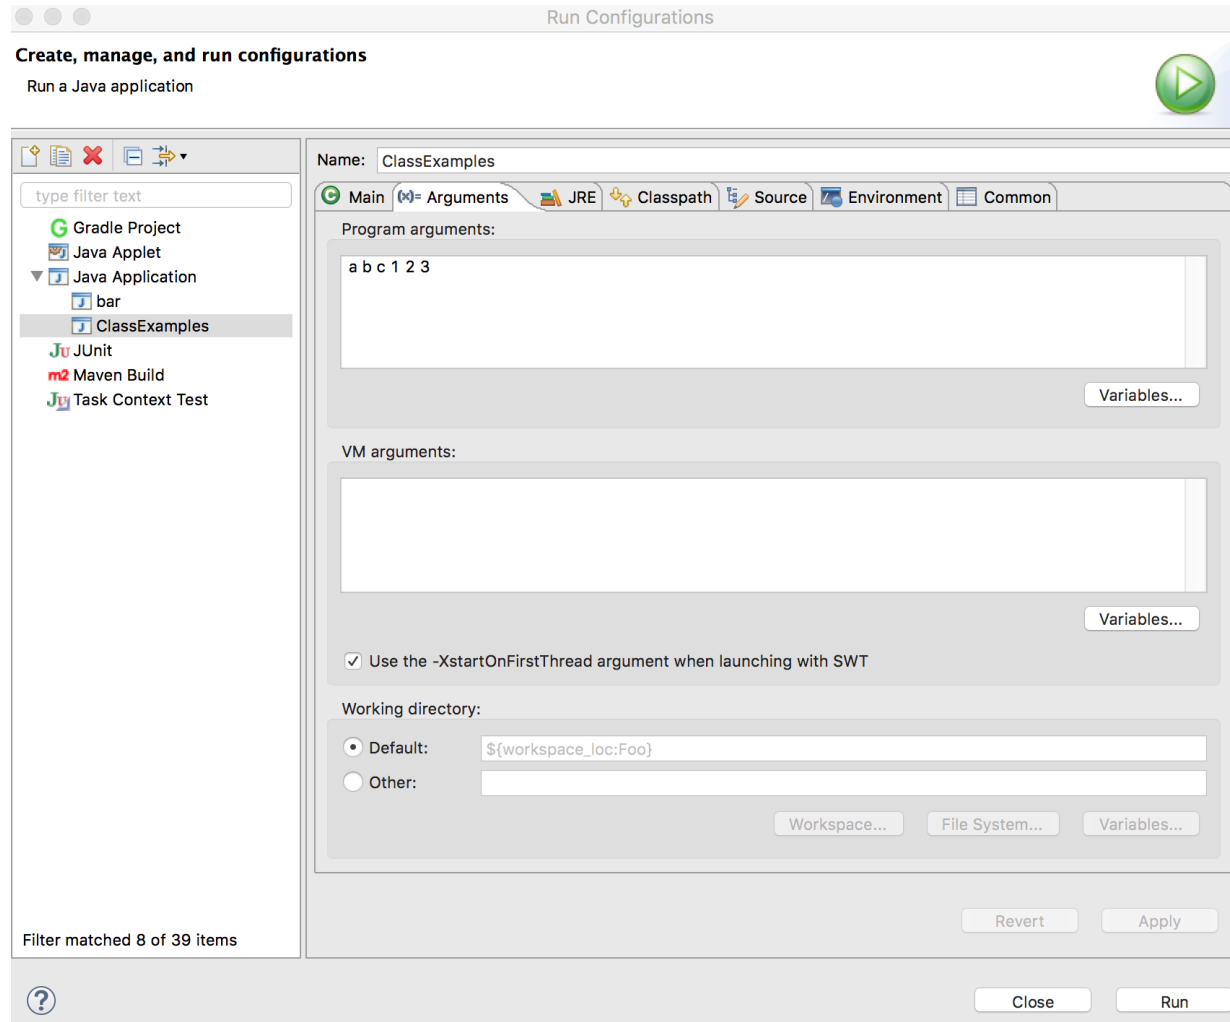 Run Configurations
Create, manage, and run configurations
Run a Java application
type filter text
Gradle Project
Java Applet
Java Application
bar
ClassExamples
JUnit
Maven Build
Task Context Test
Filter matched 8 of 39 items
Name: ClassExamples
Main (x)= Arguments JRE Classpath Source Environment Common
Program arguments:
a b c 1 2 3
Variables...
VM arguments:
Variables...
Use the -XstartOnFirstThread argument when launching with SWT
Working directory:
Default: ${workspace_loc:Foo}
Other:
Workspace... File System... Variables...
Revert Apply
? Close Run